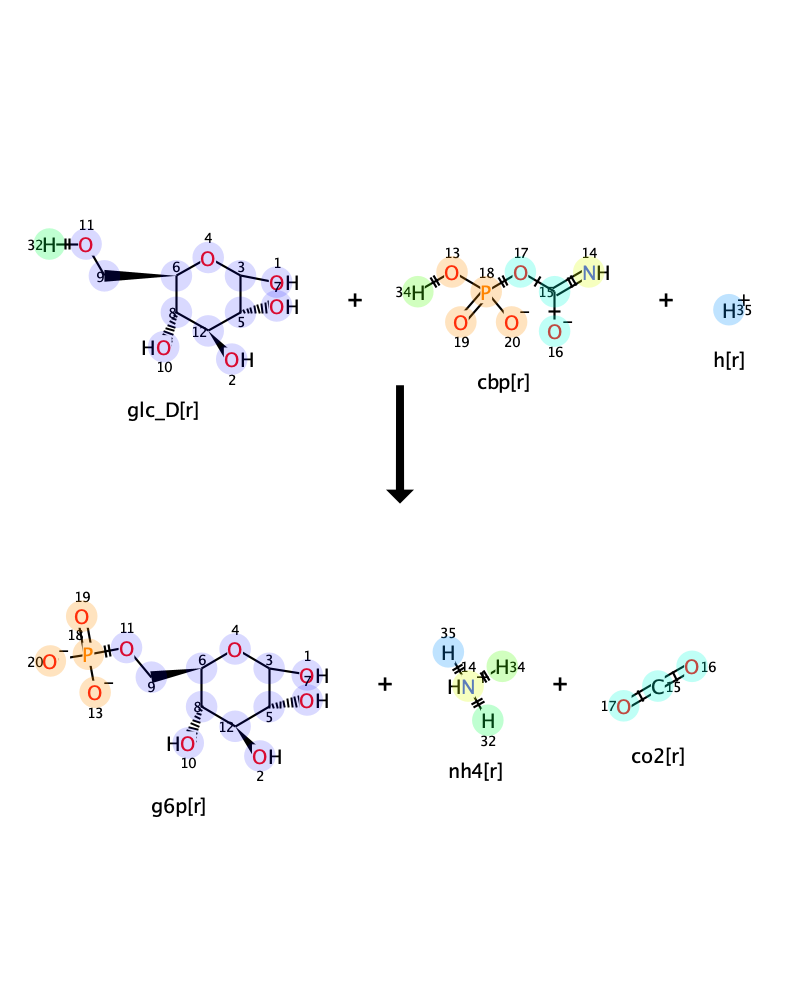 11
32 H O
4
O
9
6
3
1
OH
7
OH
8
5
12
HO
10
OH
2
glc_D[r]
+
13
O
34 H
18
P
17
O
14
NH
15
O
19
O −
20
O −
16
cbp[r]
+
H + 35
h[r]
19
O
18
20 O −
P
11
O
O −
13
9
4
O
6
3
1
OH
7
OH
8
5
12
HO
10
OH
2
g6p[r]
+
35
H
14
H 34
HN
H
32
nh4[r]
+
O 16
C 15
17 O
co2[r]